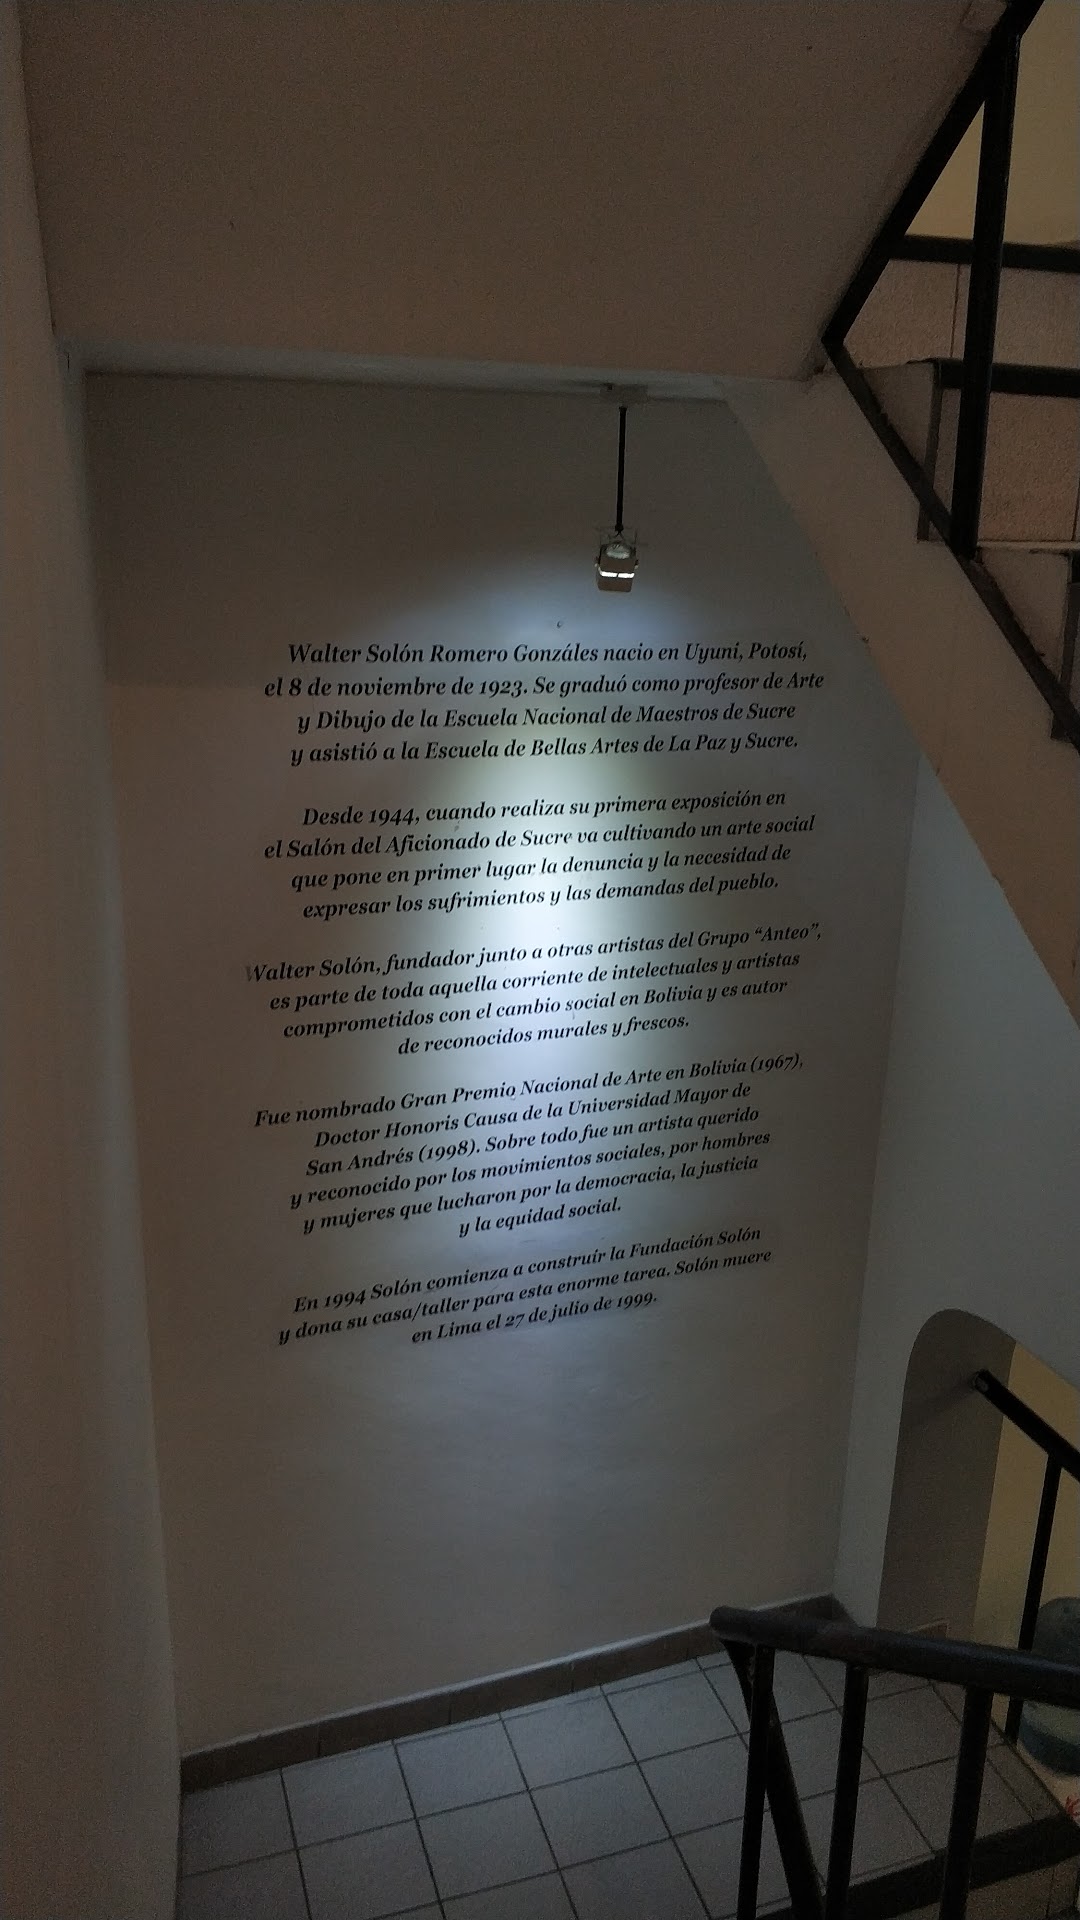 Walter Solón Romero Gonzáles nacio en Uyuni, Potosí,
el 8 de noviembre de 1923. Se graduó como profesor de Arte
y Dibujo de la Escuela Nacional de Maestros de Sucre
y asistió a la Escuela de Bellas Artes de La Paz y Sucre.
Desde 1944, cuando realiza su primera exposición en
el Salón del Aficionado de Sucre va cultivando un arte social
que pone en primer lugar la denuncia y la necesidad de
expresar los sufrimientos y las demandas del pueblo.
Walter Solón, fundador junto a otras artistas del Grupo “Anteo”,
es parte de toda aquella corriente de intelectuales y artistas
comprometidos con el cambio social en Bolivia y es autor
de reconocidos murales y frescos.
Fue nombrado Gran Premio Nacional de Arte en Bolivia (1967),
Doctor Honoris Causa de la Universidad Mayor de
San Andrés (1998). Sobre todo fue un artista querido
y reconocido por los movimientos sociales, por hombres
y mujeres que lucharon por la democracia, la justicia
y la equidad social.
En 1994 Solón comienza a construir la Fundación Solón
y dona su casa/taller para esta enorme tarea. Solón muere
en Lima el 27 de julio de 1999.